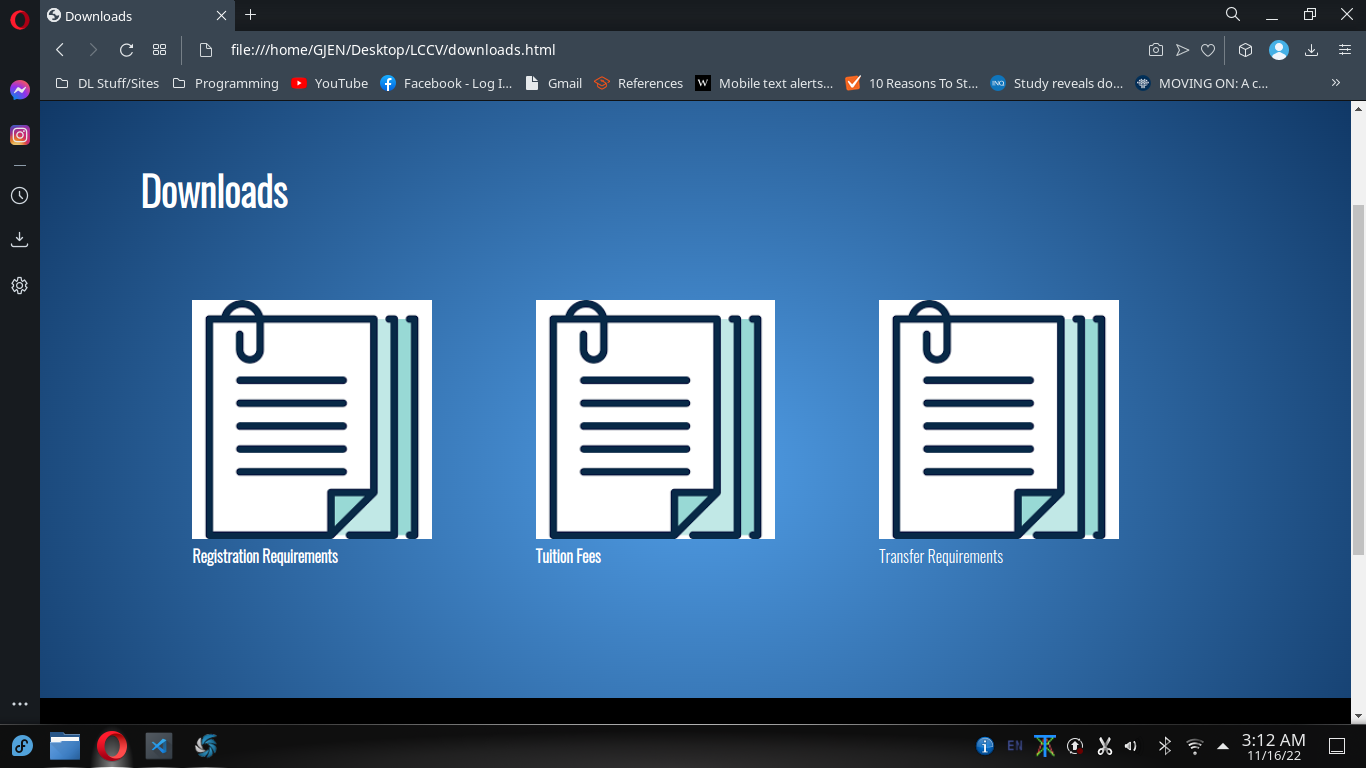 Downloads
file:///home/GJEN/Desktop/LCCV/downloads.html
DL Stuff/Sites
Programming
YouTube
Facebook - Log I...
Gmail
References
W
Mobile text alerts...
10 Reasons To St...
INQ
Study reveals do...
MOVING ON: A c...
Downloads
Registration Requirements
Tuition Fees
Transfer Requirements
EN
3:12 AM
11/16/22